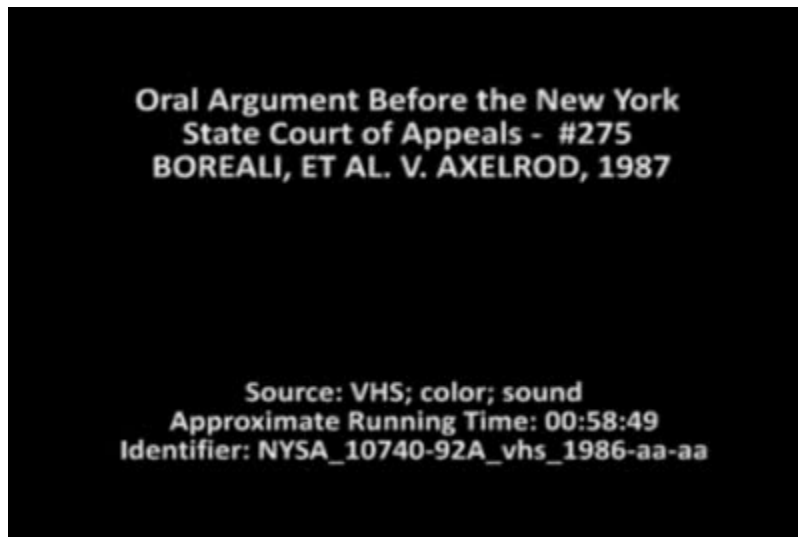 Oral Argument Before the New York
State Court of Appeals - #275
BOREALI, ET AL. V. AXELROD, 1987
Source: VHS; color; sound
Approximate Running Time: 00:58:49
Identifier: NYSA_10740-92A_vhs_1986-aa-aa